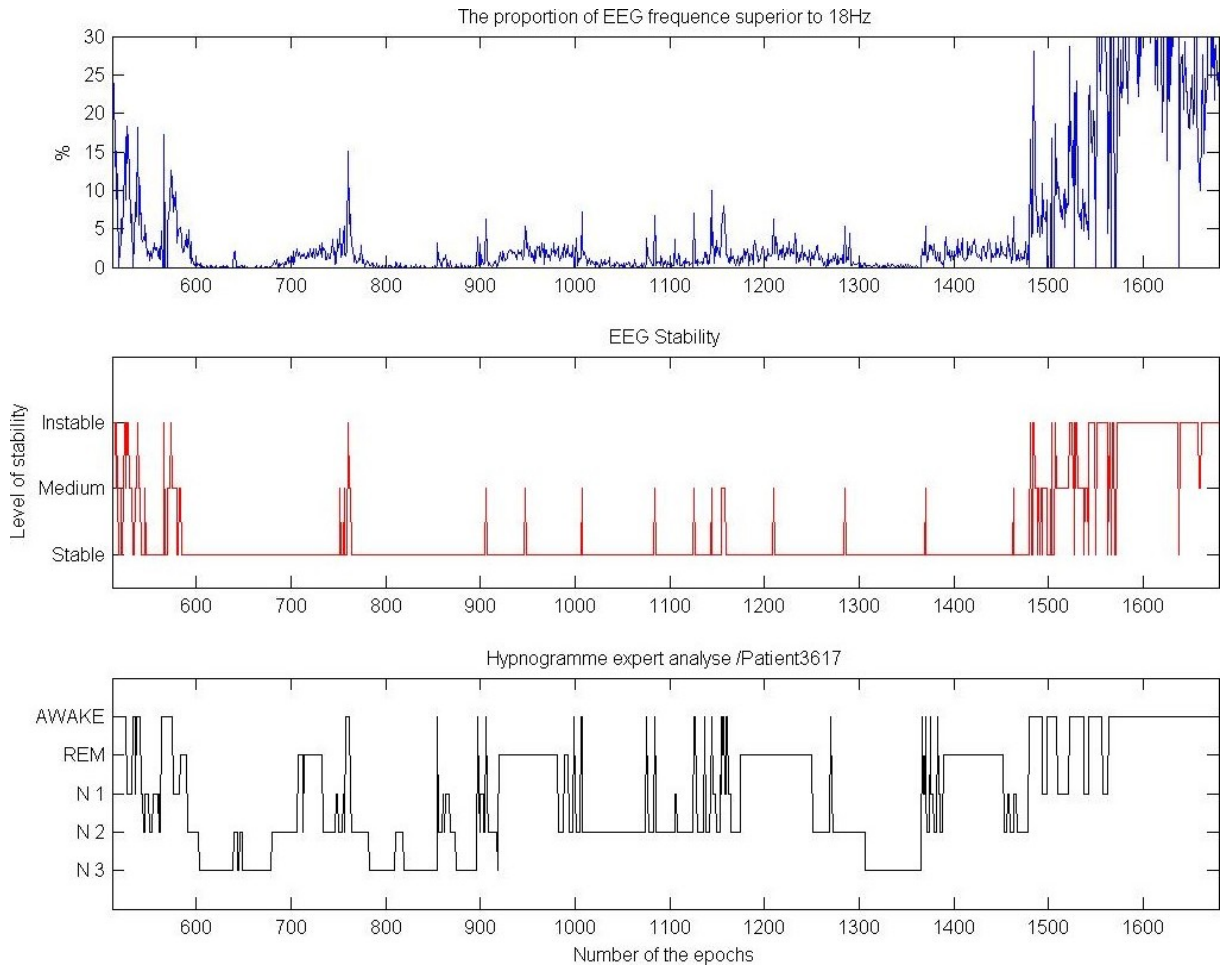 The proportion of EEG frequence superior to 18Hz
30
25
20
15
10
5
0
%
600 700 800 900 1000 1100 1200 1300 1400 1500 1600
EEG Stability
Instable
Medium
Stable
Level of stability
600 700 800 900 1000 1100 1200 1300 1400 1500 1600
Hypnogramme expert analyse /Patient3617
AWAKE
REM
N 1
N 2
N 3
600 700 800 900 1000 1100 1200 1300 1400 1500 1600
Number of the epochs